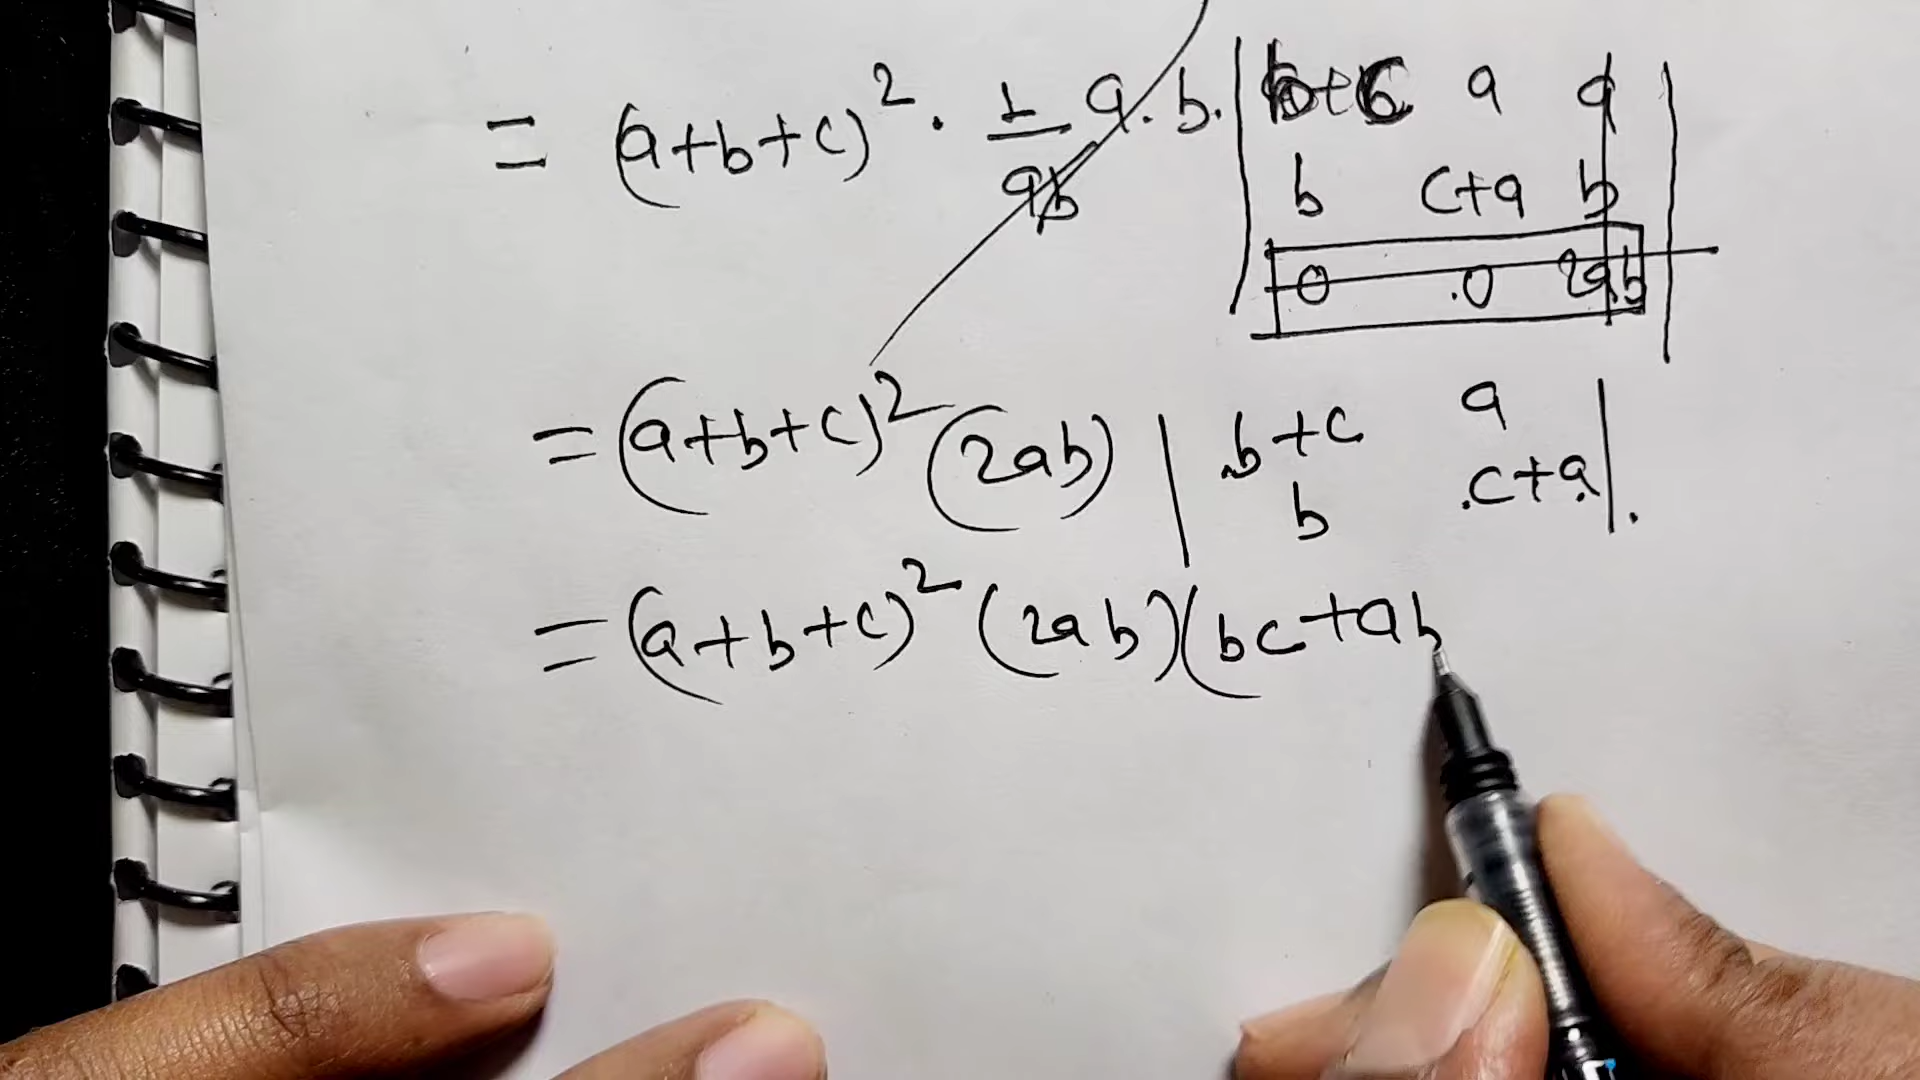 = (a+b+c)² · 1/ab a.b. | b+c a a
b c+a b
0 .0 2ab |
= (a+b+c)² (2ab) | b+c a
b c+a | .
= (a+b+c)² (2ab)(bc+ab